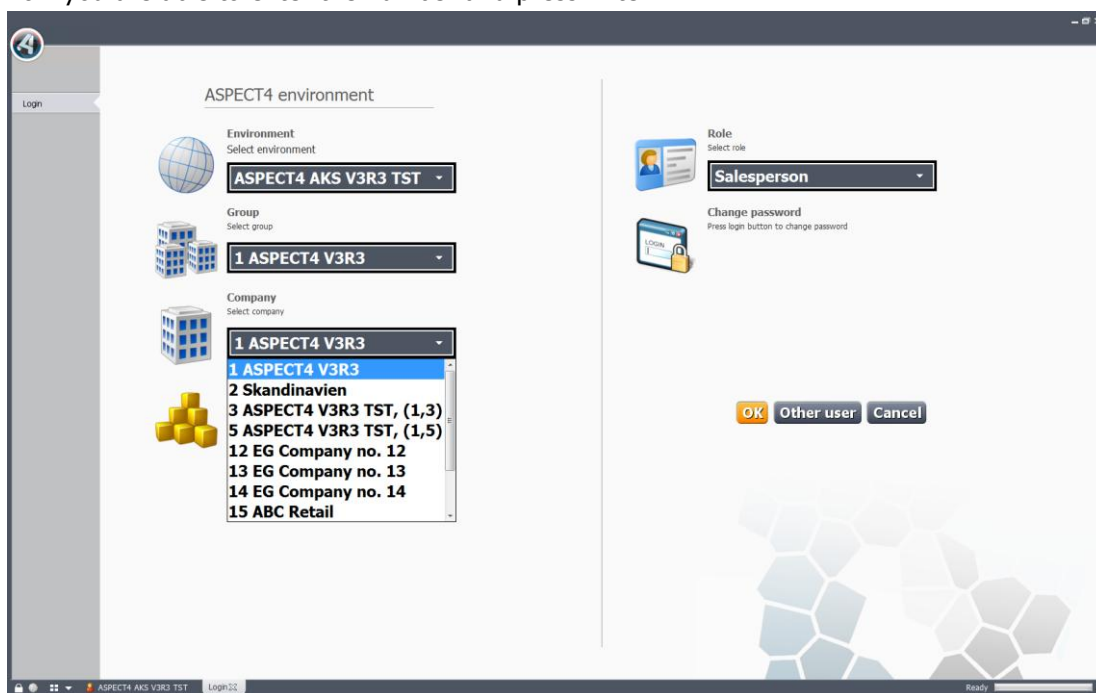 Login
ASPECT4 environment
Environment
Select environment
ASPECT4 AKS V3R3 TST
Group
Select group
1 ASPECT4 V3R3
Company
Select company
1 ASPECT4 V3R3
1 ASPECT4 V3R3
2 Skandinavien
3 ASPECT4 V3R3 TST, (1,3)
5 ASPECT4 V3R3 TST, (1,5)
12 EG Company no. 12
13 EG Company no. 13
14 EG Company no. 14
15 ABC Retail
Role
Select role
Salesperson
Change password
Press login button to change password
LOGIN
OK Other user Cancel
ASPECT4 AKS V3R3 TST Login
Ready